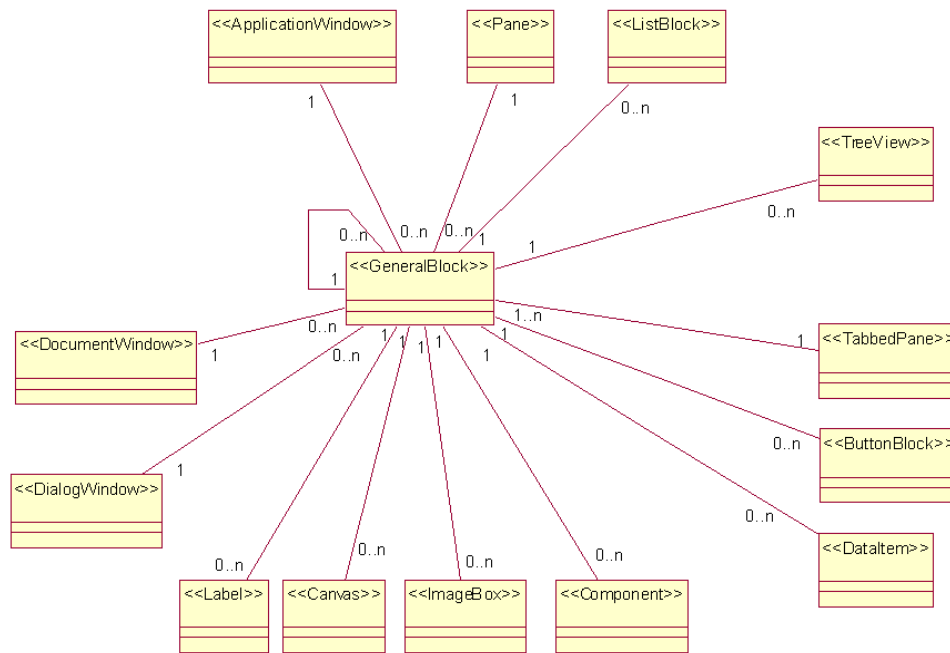 <<ApplicationWindow>>
<<Pane>>
<<ListBlock>>
1
1
0..n
<<TreeView>>
0..n
0..n
0..n
0..n
1
1
<<GeneralBlock>>
1
0..n
1..n
<<DocumentWindow>>
1
0..n
1
1
1
1
1
1
1
<<TabbedPane>>
1
0..n
<<ButtonBlock>>
<<DialogWindow>>
0..n
<<DataItem>>
0..n
0..n
0..n
0..n
<<Label>>
<<Canvas>>
<<ImageBox>>
<<Component>>